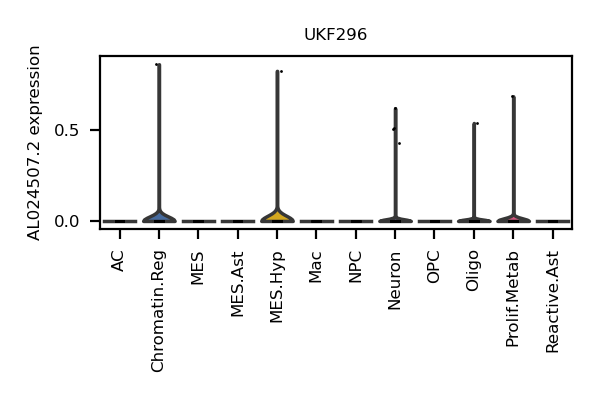 UKF296
AL024507.2 expression
0.5
0.0
AC
Chromatin.Reg
MES
MES.Ast
MES.Hyp
Mac
NPC
Neuron
OPC
Oligo
Prolif.Metab
Reactive.Ast